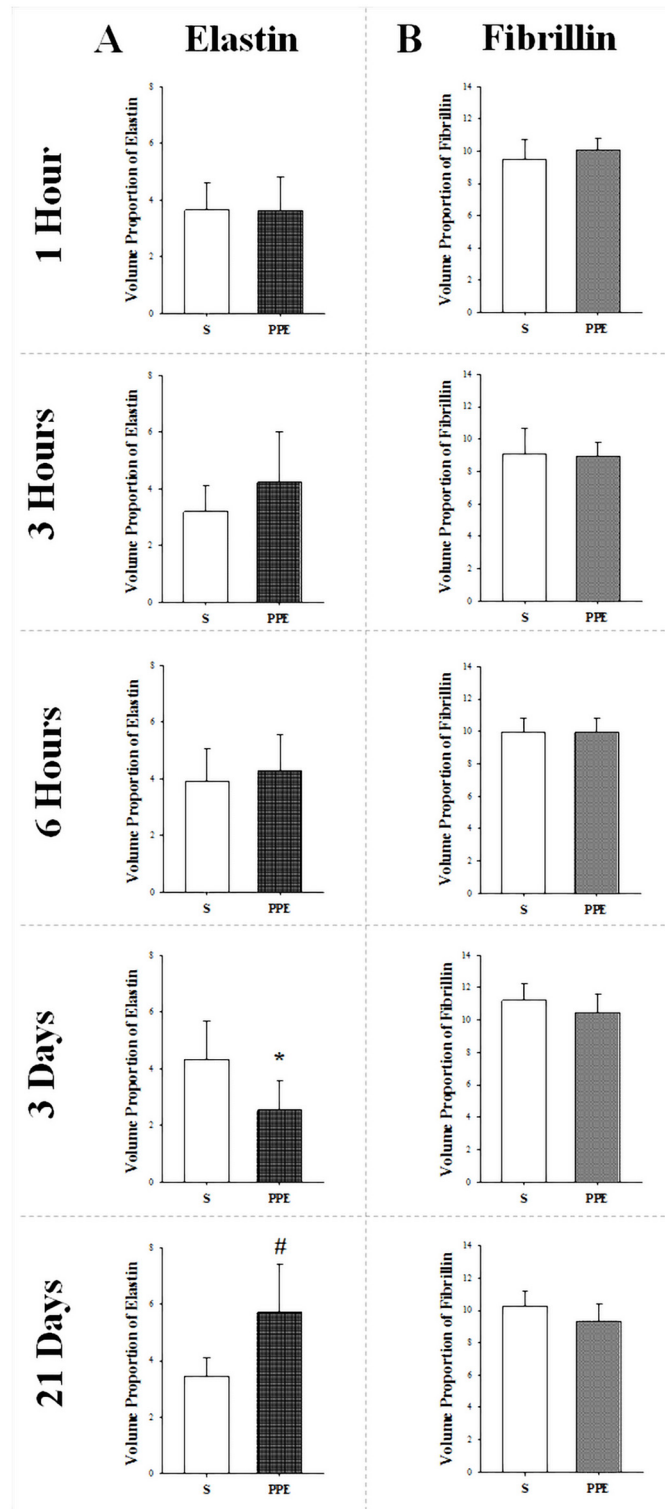 A Elastin B Fibrillin
1 Hour
Volume Proportion of Elastin
8
6
4
2
0
S PPE
Volume Proportion of Fibrillin
14
12
10
8
6
4
2
0
S PPE
3 Hours
Volume Proportion of Elastin
8
6
4
2
0
S PPE
Volume Proportion of Fibrillin
14
12
10
8
6
4
2
0
S PPE
6 Hours
Volume Proportion of Elastin
8
6
4
2
0
S PPE
Volume Proportion of Fibrillin
14
12
10
8
6
4
2
0
S PPE
3 Days
Volume Proportion of Elastin
8
6
4
2
0
*
S PPE
Volume Proportion of Fibrillin
14
12
10
8
6
4
2
0
S PPE
21 Days
Volume Proportion of Elastin
8
6
4
2
0
#
S PPE
Volume Proportion of Fibrillin
14
12
10
8
6
4
2
0
S PPE